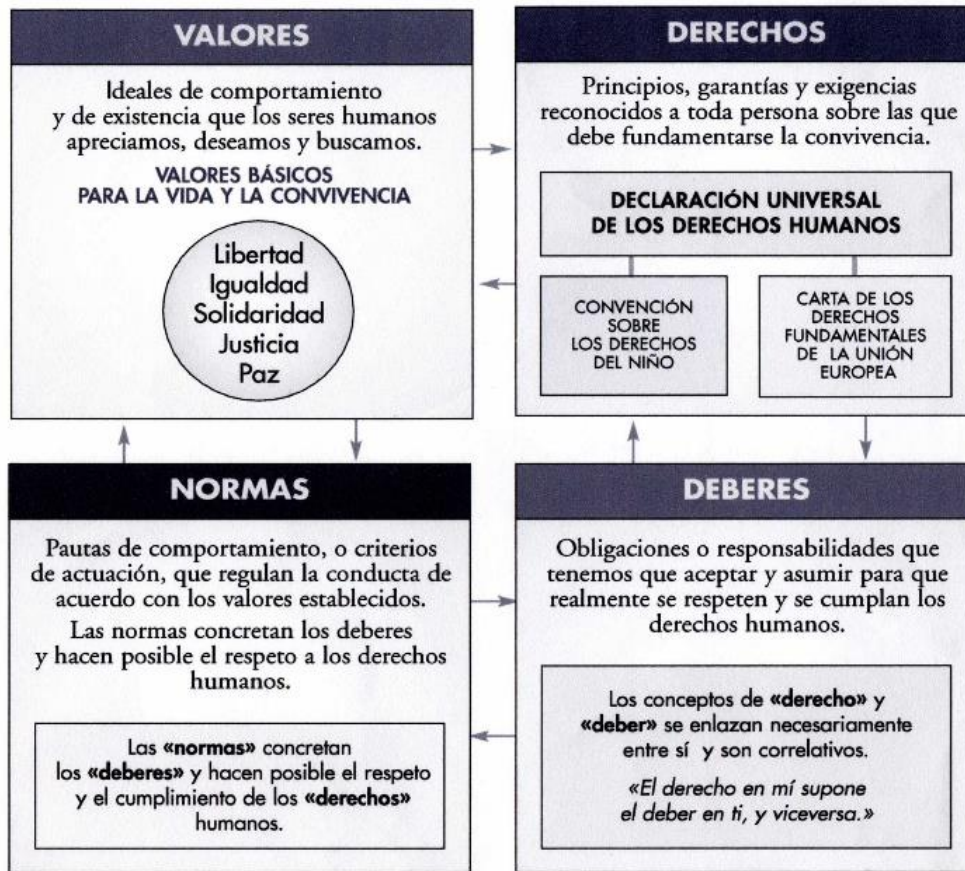 VALORES
Ideales de comportamiento
y de existencia que los seres humanos
apreciamos, deseamos y buscamos.
VALORES BÁSICOS
PARA LA VIDA Y LA CONVIVENCIA
Libertad
Igualdad
Solidaridad
Justicia
Paz
DERECHOS
Principios, garantías y exigencias
reconocidos a toda persona sobre las que
debe fundamentarse la convivencia.
DECLARACIÓN UNIVERSAL
DE LOS DERECHOS HUMANOS
CONVENCIÓN
SOBRE
LOS DERECHOS
DEL NIÑO
CARTA DE LOS
DERECHOS
FUNDAMENTALES
DE LA UNIÓN
EUROPEA
NORMAS
Pautas de comportamiento, o criterios
de actuación, que regulan la conducta de
acuerdo con los valores establecidos.
Las normas concretan los deberes
y hacen posible el respeto a los derechos
humanos.
Las «normas» concretan
los «deberes» y hacen posible el respeto
y el cumplimiento de los «derechos»
humanos.
DEBERES
Obligaciones o responsabilidades que
tenemos que aceptar y asumir para que
realmente se respeten y se cumplan los
derechos humanos.
Los conceptos de «derecho» y
«deber» se enlazan necesariamente
entre sí y son correlativos.
«El derecho en mí supone
el deber en ti, y viceversa.»